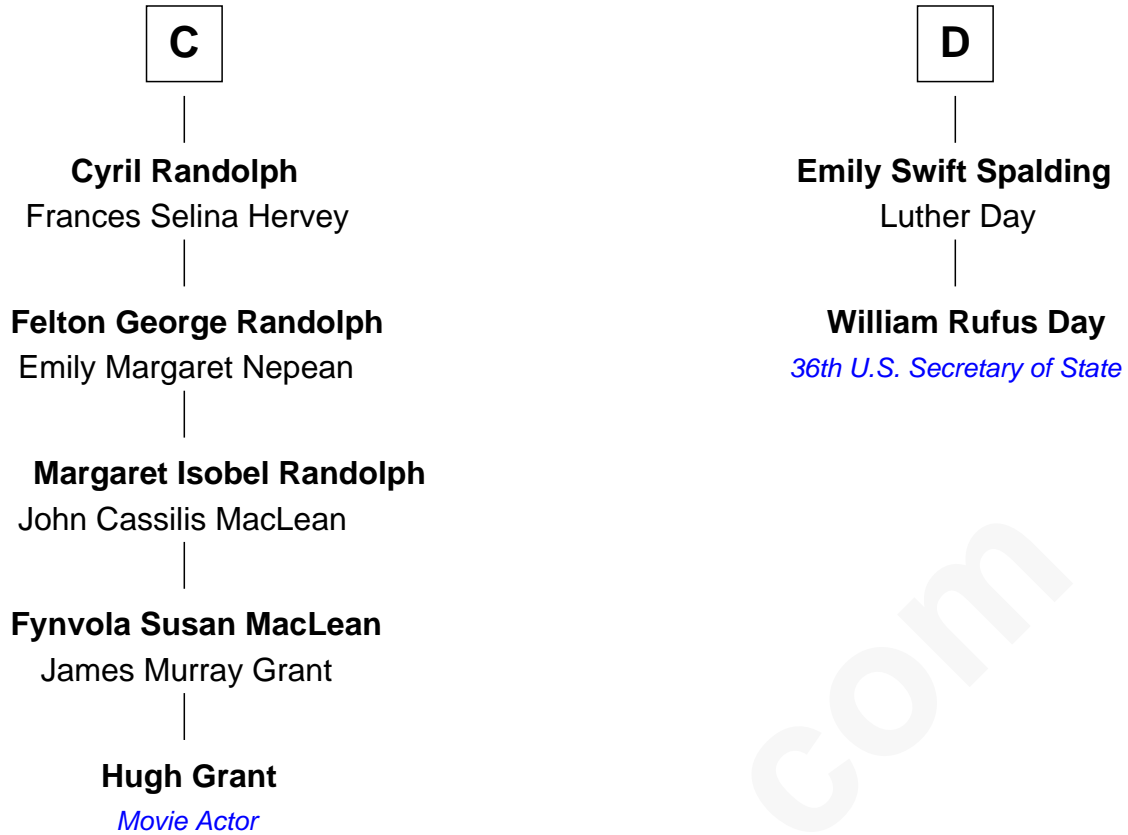 C
Cyril Randolph
Frances Selina Hervey
Felton George Randolph
Emily Margaret Nepean
Margaret Isobel Randolph
John Cassilis MacLean
Fynvola Susan MacLean
James Murray Grant
Hugh Grant
Movie Actor
D
Emily Swift Spalding
Luther Day
William Rufus Day
36th U.S. Secretary of State
com